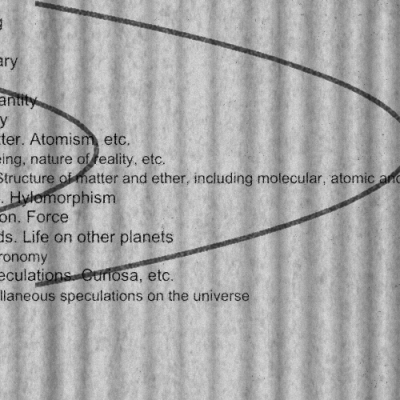 g
ary
antity
y
tter. Atomism, etc.
eing, nature of reality, etc.
Structure of matter and ether, including molecular, atomic and
. Hylomorphism
on. Force
ds. Life on other planets
ronomy
eculations. Curiosa, etc.
llaneous speculations on the universe